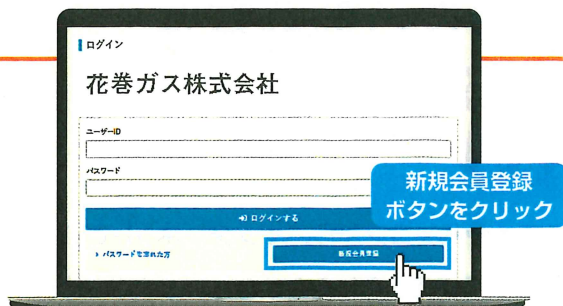 ログイン
花巻ガス株式会社
ユーザーID
パスワード
新規会員登録
ボタンをクリック
ログインする
パスワードを忘れた方
新規会員登録